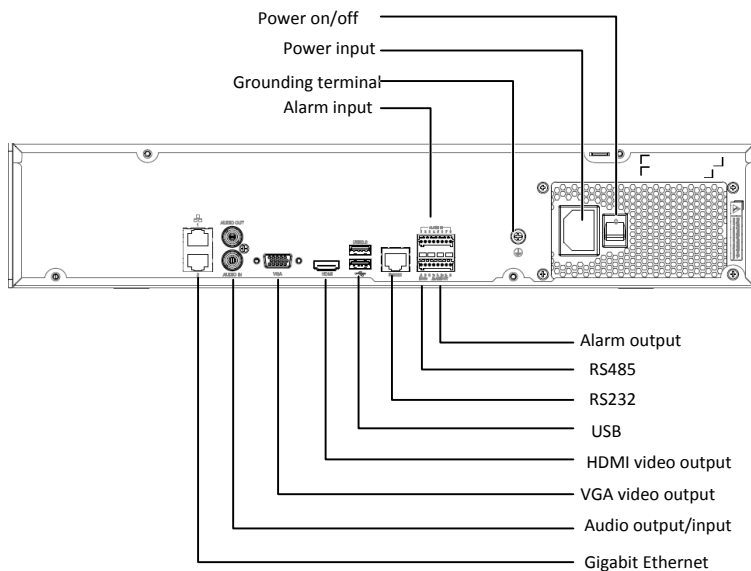 Power on/off
Power input
Grounding terminal
Alarm input
AUDIO OUT
AUDIO IN
VGA
HDMI
Alarm output
RS485
RS232
USB
HDMI video output
VGA video output
Audio output/input
Gigabit Ethernet